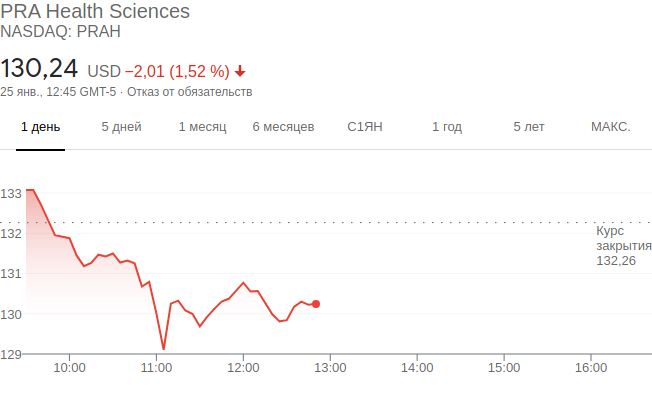 PRA Health Sciences
NASDAQ: PRAH
130,24 USD −2,01 (1,52 %)
25 янв., 12:45 GMT-5 · Отказ от обязательств
1 день 5 дней 1 месяц 6 месяцев С1ЯН 1 год 5 лет МАКС.
133
132
131
130
129
Курс
закрытия
132,26
10:00 11:00 12:00 13:00 14:00 15:00 16:00